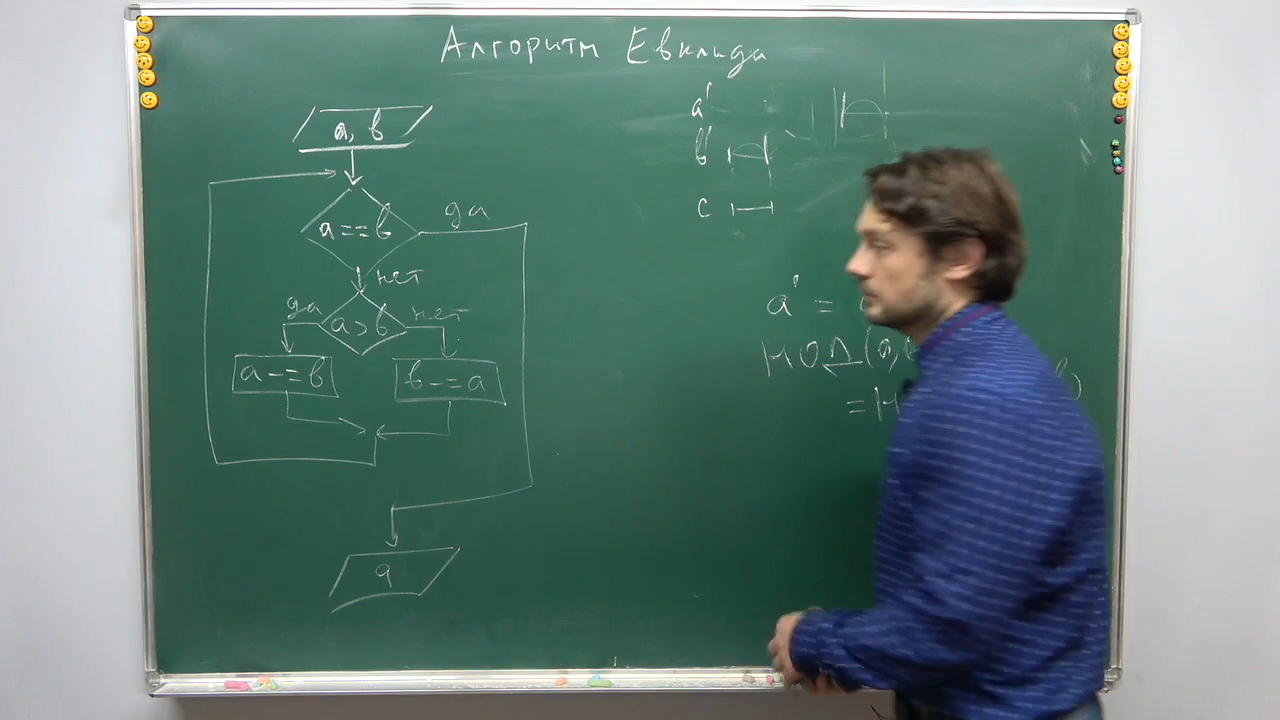 Алгоритм Евклида
a, b
a == b
да
нет
a > b
да
нет
a -= b
b -= a
a
a'
b'
c
a' =
НОД(a,
= Н